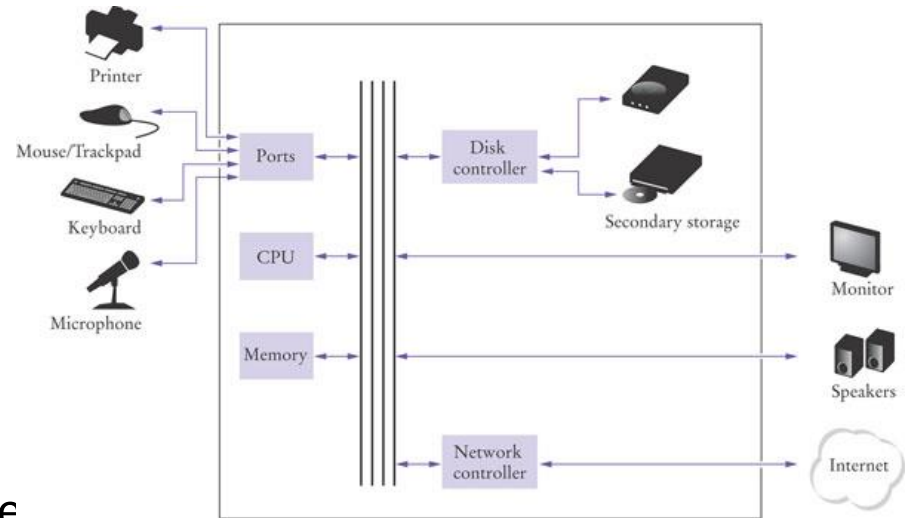 Printer
Mouse/Trackpad
Ports
Disk
controller
Keyboard
Secondary storage
CPU
Monitor
Microphone
Memory
Speakers
Network
controller
Internet
e